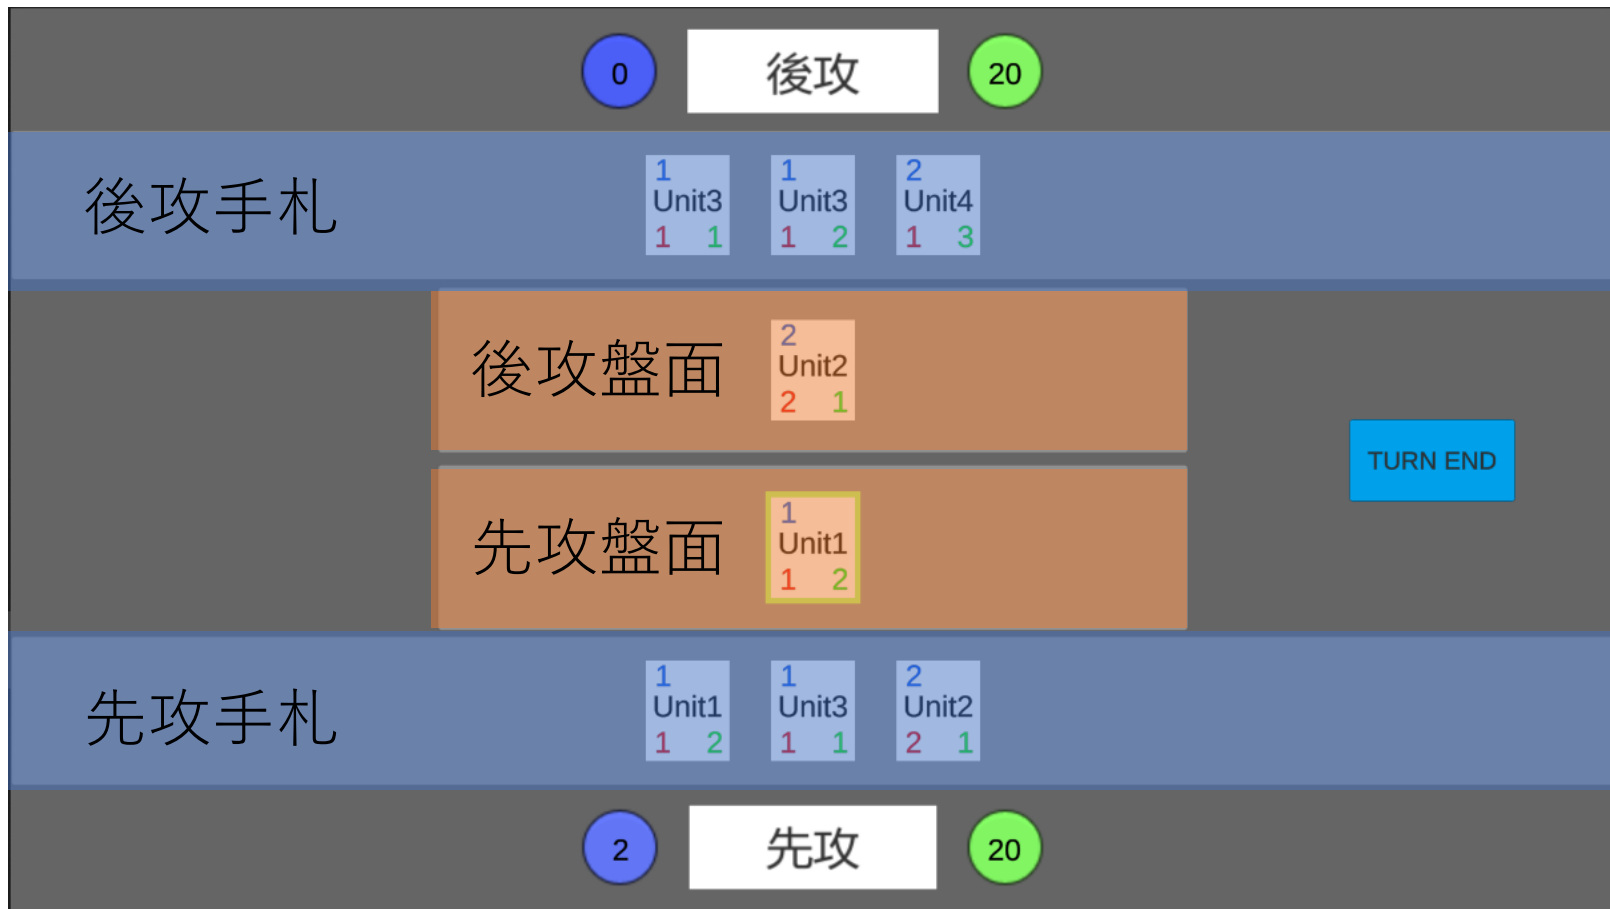 0 後攻 20
後攻手札
1 1 2
Unit3 Unit3 Unit4
1 1 1 2 1 3
後攻盤面
2
Unit2
2 1
TURN END
先攻盤面
1
Unit1
1 2
先攻手札
1 1 2
Unit1 Unit3 Unit2
1 2 1 1 2 1
2 先攻 20